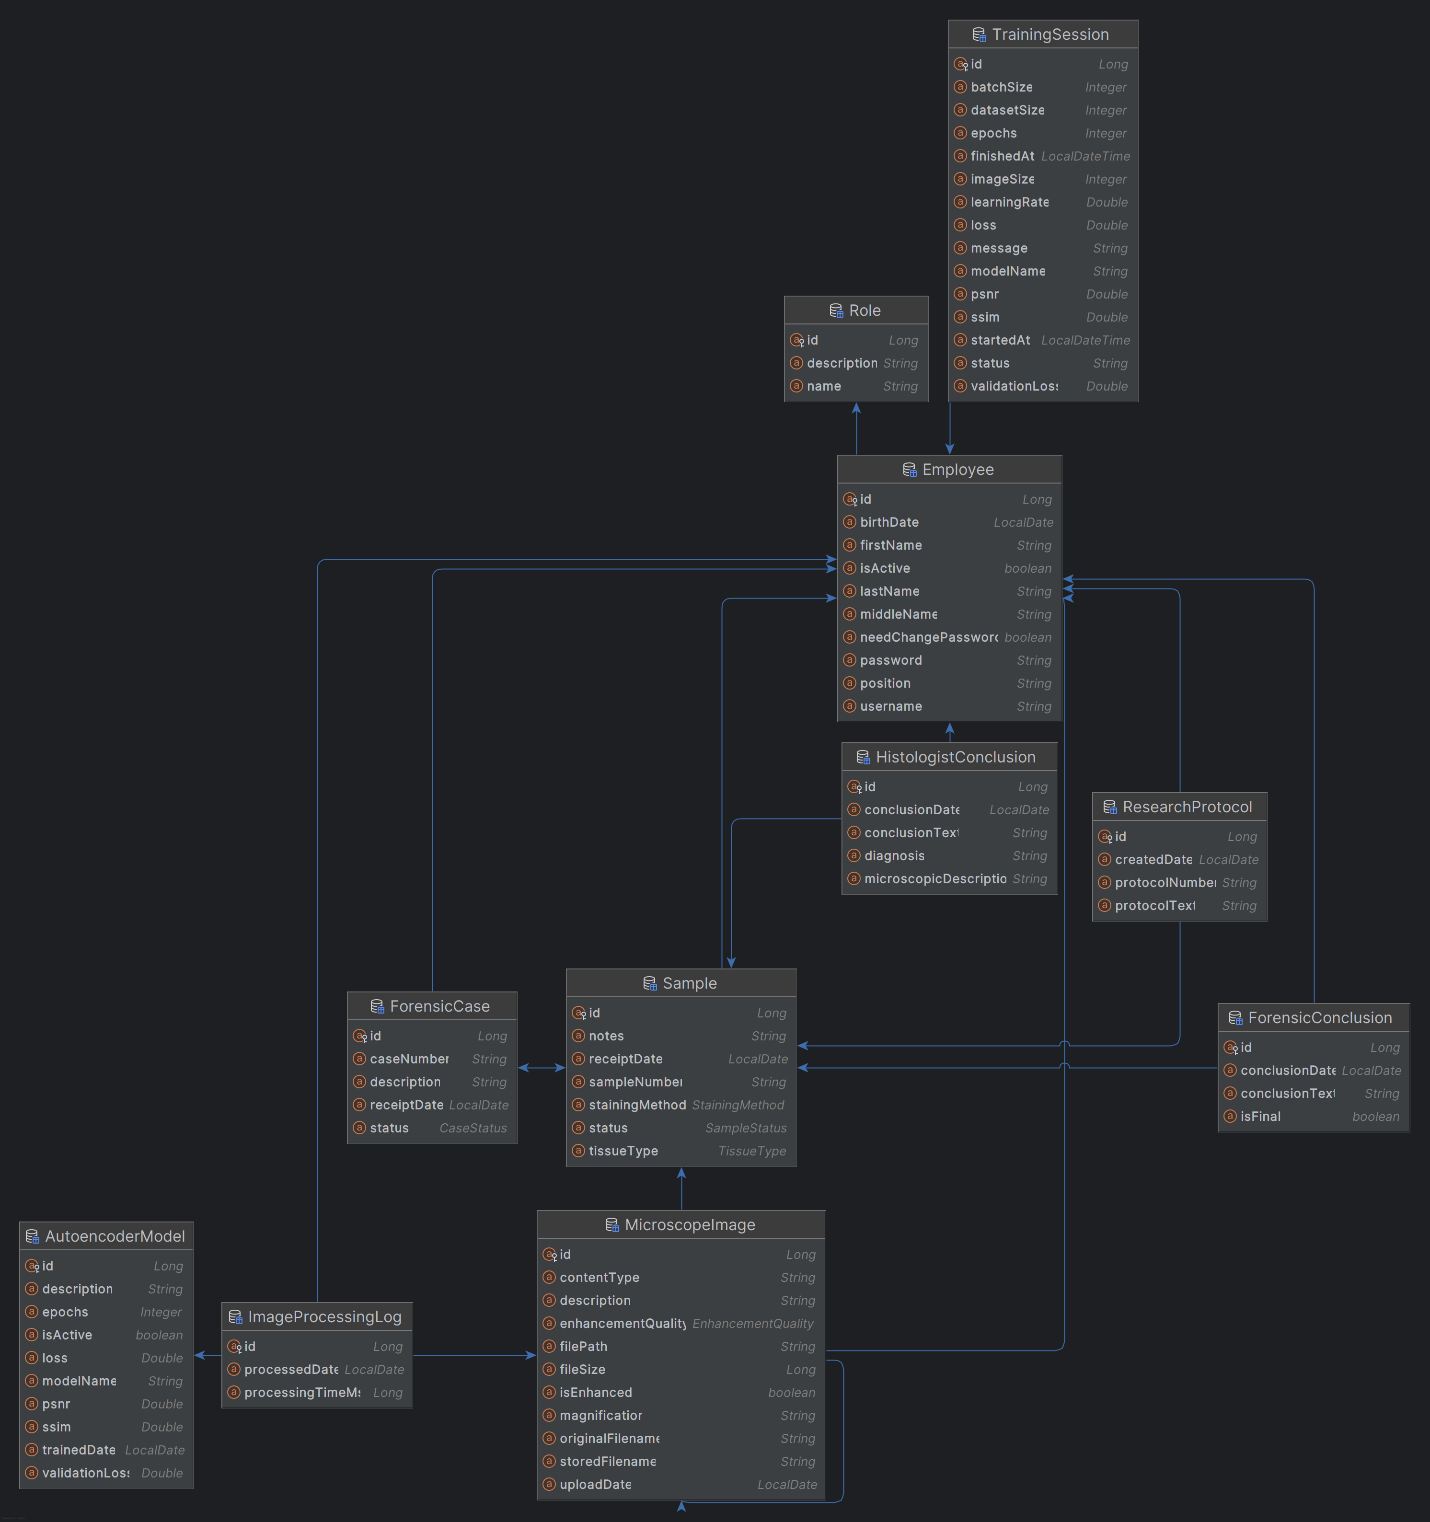 TrainingSession
id Long
batchSize Integer
datasetSize Integer
epochs Integer
finishedAt LocalDateTime
imageSize Integer
learningRate Double
loss Double
message String
modelName String
psnr Double
ssim Double
startedAt LocalDateTime
status String
validationLoss Double
Role
id Long
description String
name String
Employee
id Long
birthDate LocalDate
firstName String
isActive boolean
lastName String
middleName String
needChangePassword boolean
password String
position String
username String
HistologistConclusion
id Long
conclusionDate LocalDate
conclusionText String
diagnosis String
microscopicDescriptio String
ResearchProtocol
id Long
createdDate LocalDate
protocolNumber String
protocolText String
Sample
id Long
notes String
receiptDate LocalDate
sampleNumber String
stainingMethod StainingMethod
status SampleStatus
tissueType TissueType
ForensicCase
id Long
caseNumber String
description String
receiptDate LocalDate
status CaseStatus
ForensicConclusion
id Long
conclusionDate LocalDate
conclusionText String
isFinal boolean
MicroscopeImage
id Long
contentType String
description String
enhancementQuality EnhancementQuality
filePath String
fileSize Long
isEnhanced boolean
magnification String
originalFilename String
storedFilename String
uploadDate LocalDate
AutoencoderModel
id Long
description String
epochs Integer
isActive boolean
loss Double
modelName String
psnr Double
ssim Double
trainedDate LocalDate
validationLoss Double
ImageProcessingLog
id Long
processedDate LocalDate
processingTimeMs Long